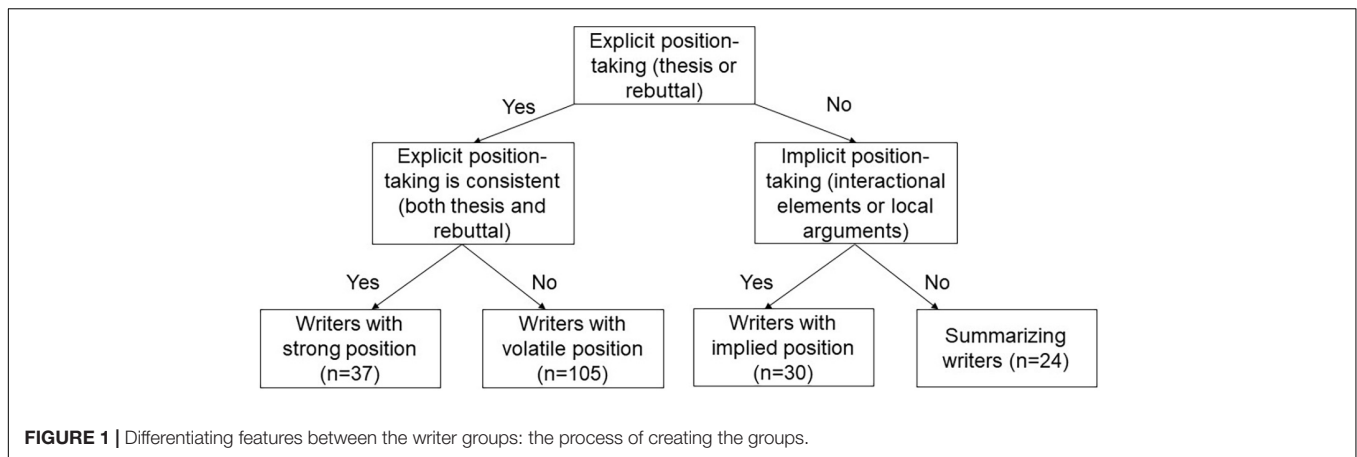 Explicit position-
taking (thesis or
rebuttal)
Yes
No
Explicit position-
taking is consistent
(both thesis and
rebuttal)
Implicit position-
taking (interactional
elements or local
arguments)
Yes
No
Yes
No
Writers with
strong position
(n=37)
Writers with
volatile position
(n=105)
Writers with
implied position
(n=30)
Summarizing
writers (n=24)
FIGURE 1 | Differentiating features between the writer groups: the process of creating the groups.